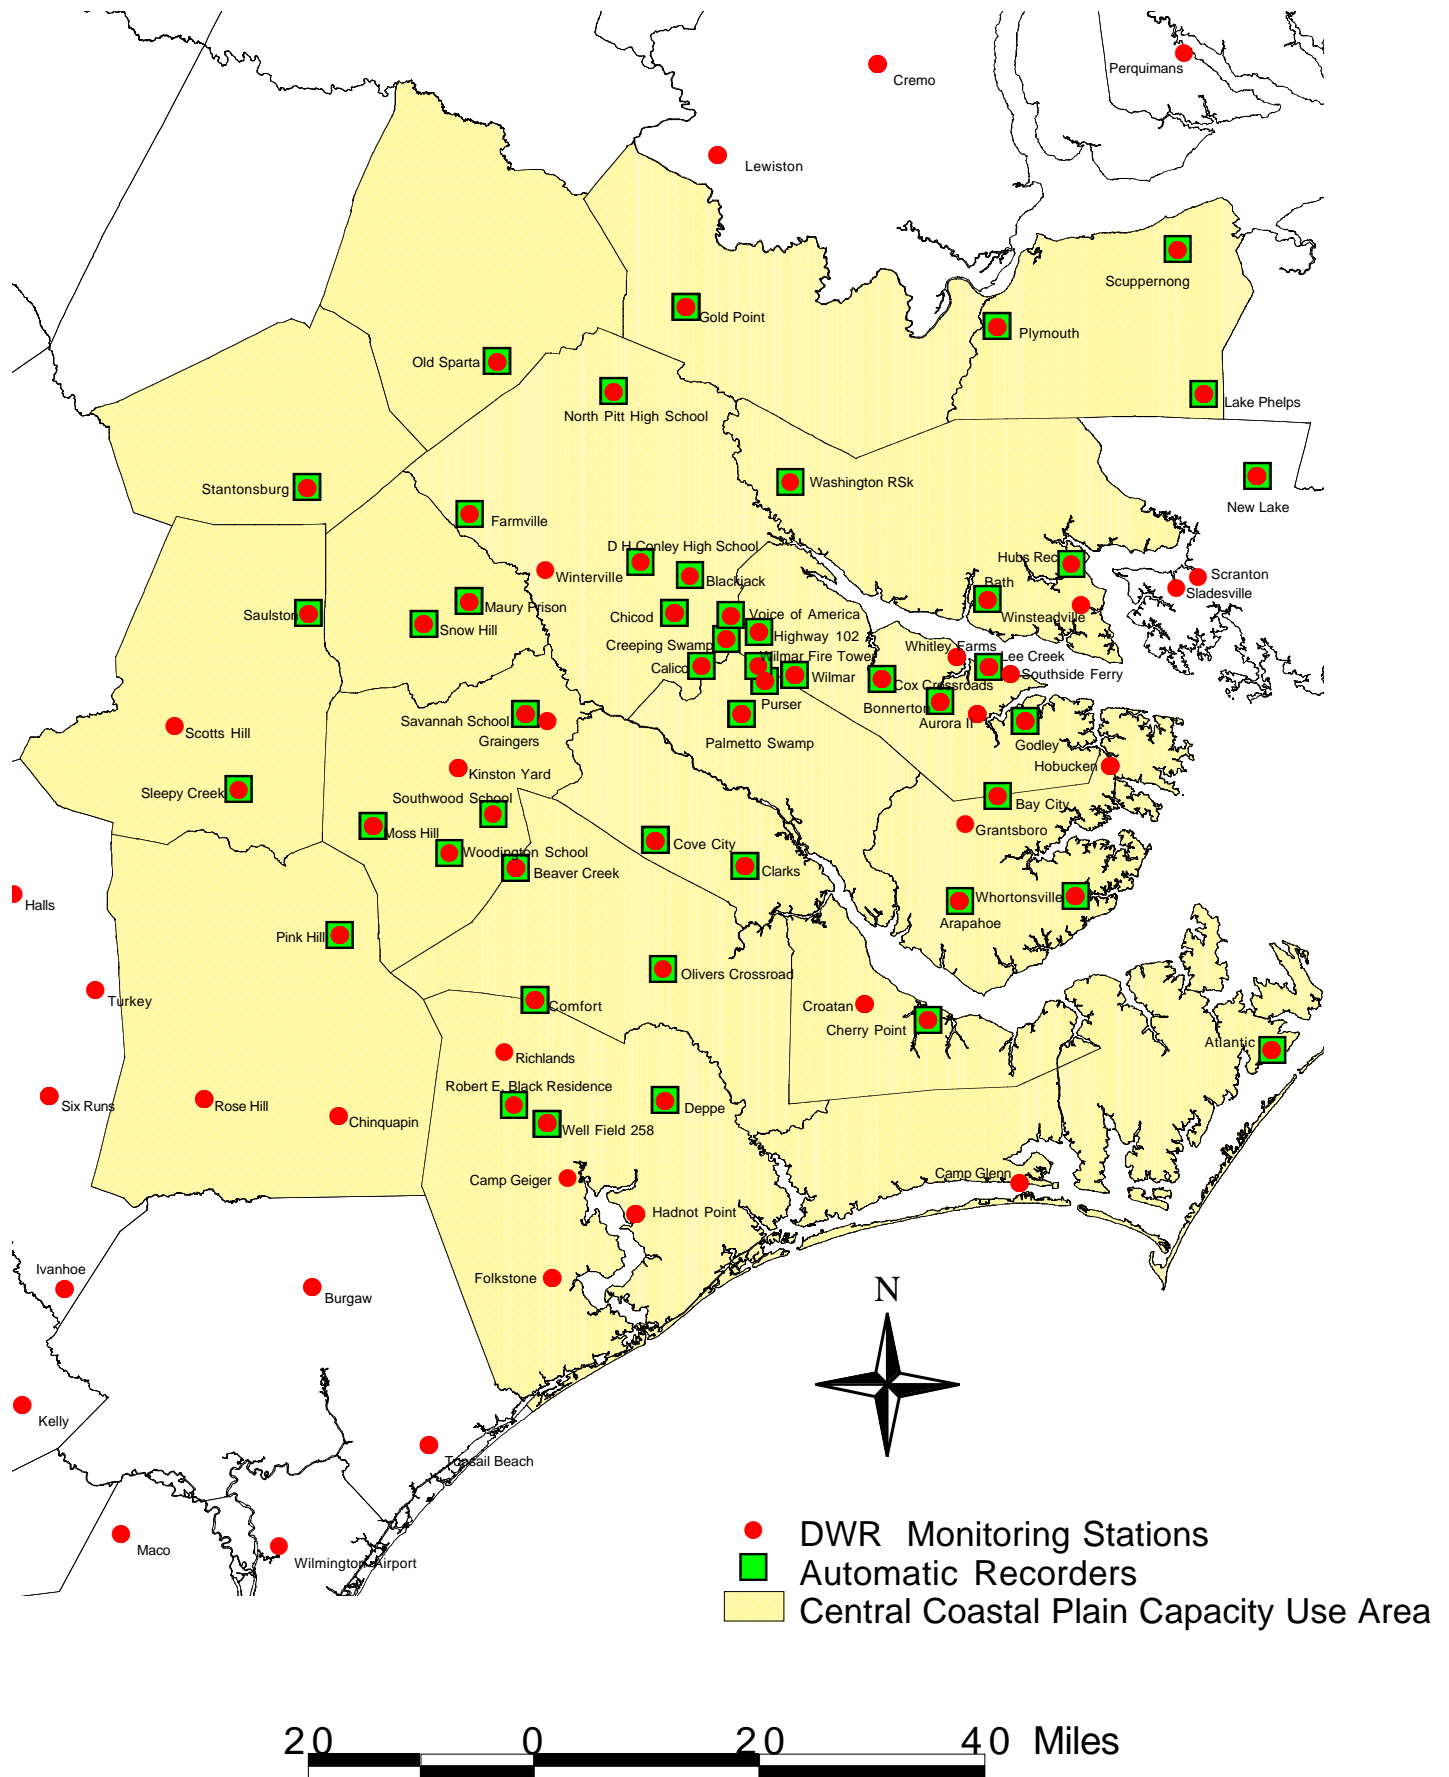 Perquimans
Cremo
Lewiston
Scuppernong
Gold Point
Plymouth
Old Sparta
Lake Phelps
North Pitt High School
Washington RSk
Stantonsburg
New Lake
Farmville
D H Conley High School
Hubs Rec
Winterville
Blackjack
Scranton
Bath
Sladesville
Maury Prison
Saulston
Chicod
Voice of America
Winsteadville
Snow Hill
Highway 102
Creeping Swamp
Whitley Farms
Wilmar Fire Tower
Lee Creek
Calico
Wilmar
Southside Ferry
Cox Crossroads
Purser
Bonnerton
Savannah School
Aurora II
Scotts Hill
Graingers
Palmetto Swamp
Godley
Hobucken
Kinston Yard
Sleepy Creek
Southwood School
Bay City
Moss Hill
Grantsboro
Cove City
Woodington School
Beaver Creek
Clarks
Whortonsville
Halls
Arapahoe
Pink Hill
Olivers Crossroad
Turkey
Comfort
Croatan
Cherry Point
Atlantic
Richlands
Robert E. Black Residence
Six Runs
Rose Hill
Deppe
Chinquapin
Well Field 258
Camp Glenn
Camp Geiger
Hadnot Point
Ivanhoe
Folkstone
N
Burgaw
Kelly
Topsail Beach
Maco
Wilmington Airport
DWR Monitoring Stations
Automatic Recorders
Central Coastal Plain Capacity Use Area
20 0 20 40 Miles